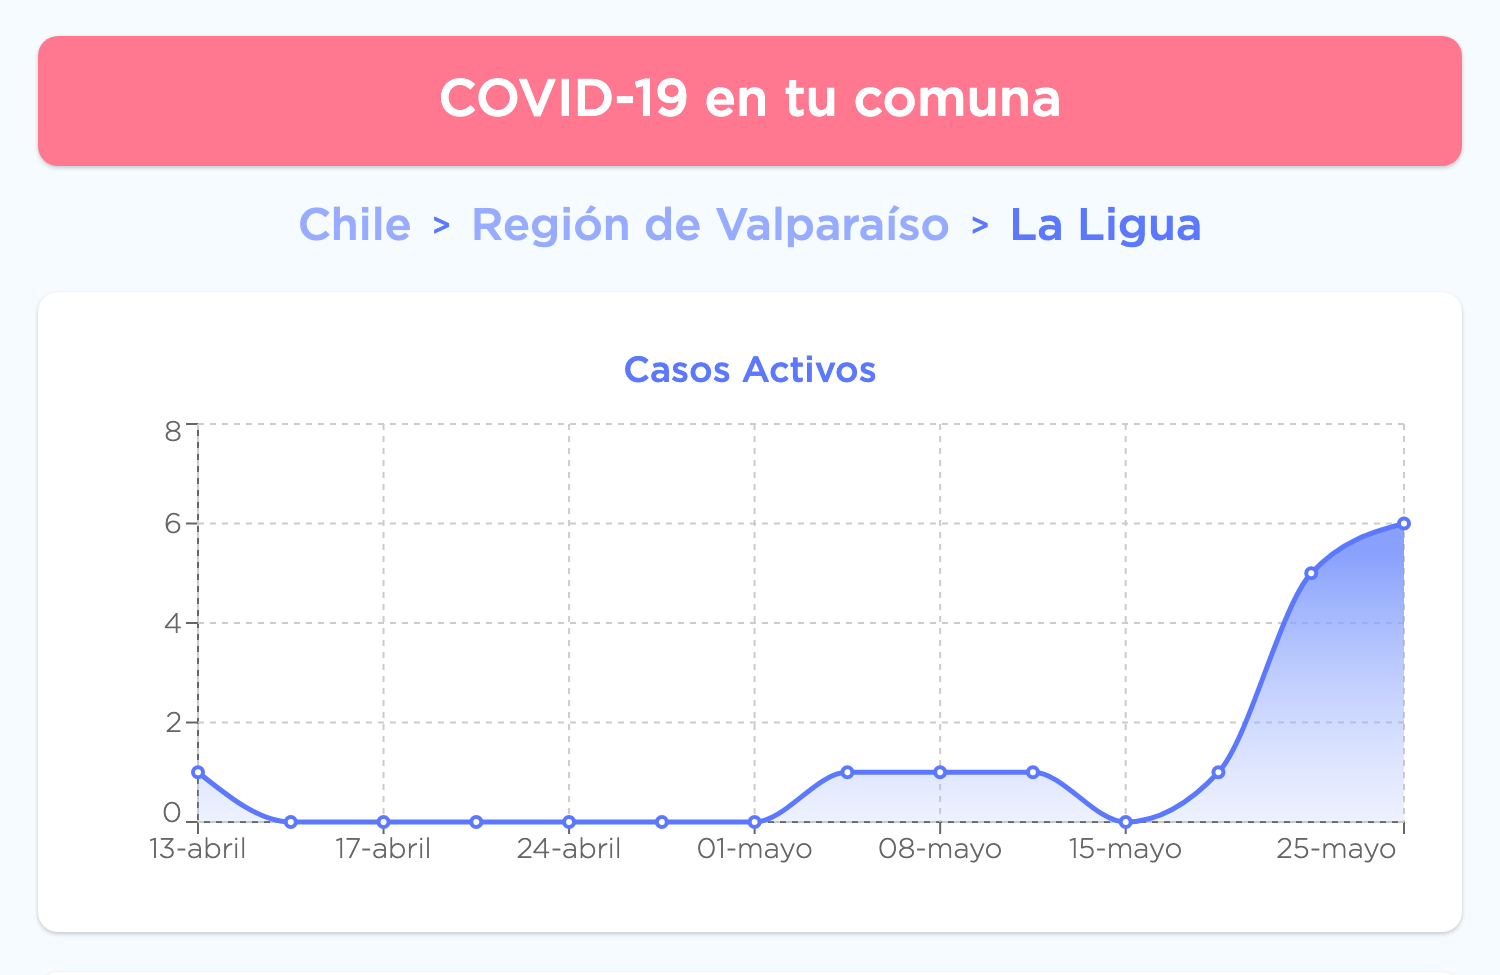 COVID-19 en tu comuna
Chile > Región de Valparaíso > La Ligua
Casos Activos
8
6
4
2
0
13-abril 17-abril 24-abril 01-mayo 08-mayo 15-mayo 25-mayo